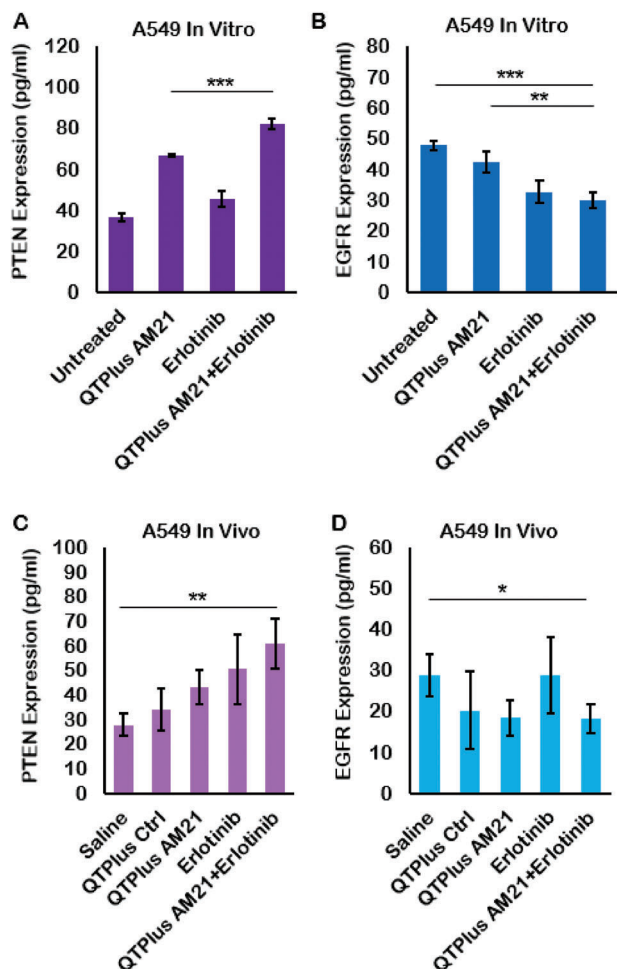 A
A549 In Vitro
PTEN Expression (pg/ml)
120
100
80
60
40
20
0
***
Untreated
QTPlus AM21
Erlotinib
QTPlus AM21+Erlotinib
B
A549 In Vitro
EGFR Expression (pg/ml)
80
70
60
50
40
30
20
10
0
***
**
Untreated
QTPlus AM21
Erlotinib
QTPlus AM21+Erlotinib
C
A549 In Vivo
PTEN Expression (pg/ml)
100
90
80
70
60
50
40
30
20
10
0
**
Saline
QTPlus Ctrl
QTPlus AM21
Erlotinib
QTPlus AM21+Erlotinib
D
A549 In Vivo
EGFR Expression (pg/ml)
60
50
40
30
20
10
0
*
Saline
QTPlus Ctrl
QTPlus AM21
Erlotinib
QTPlus AM21+Erlotinib